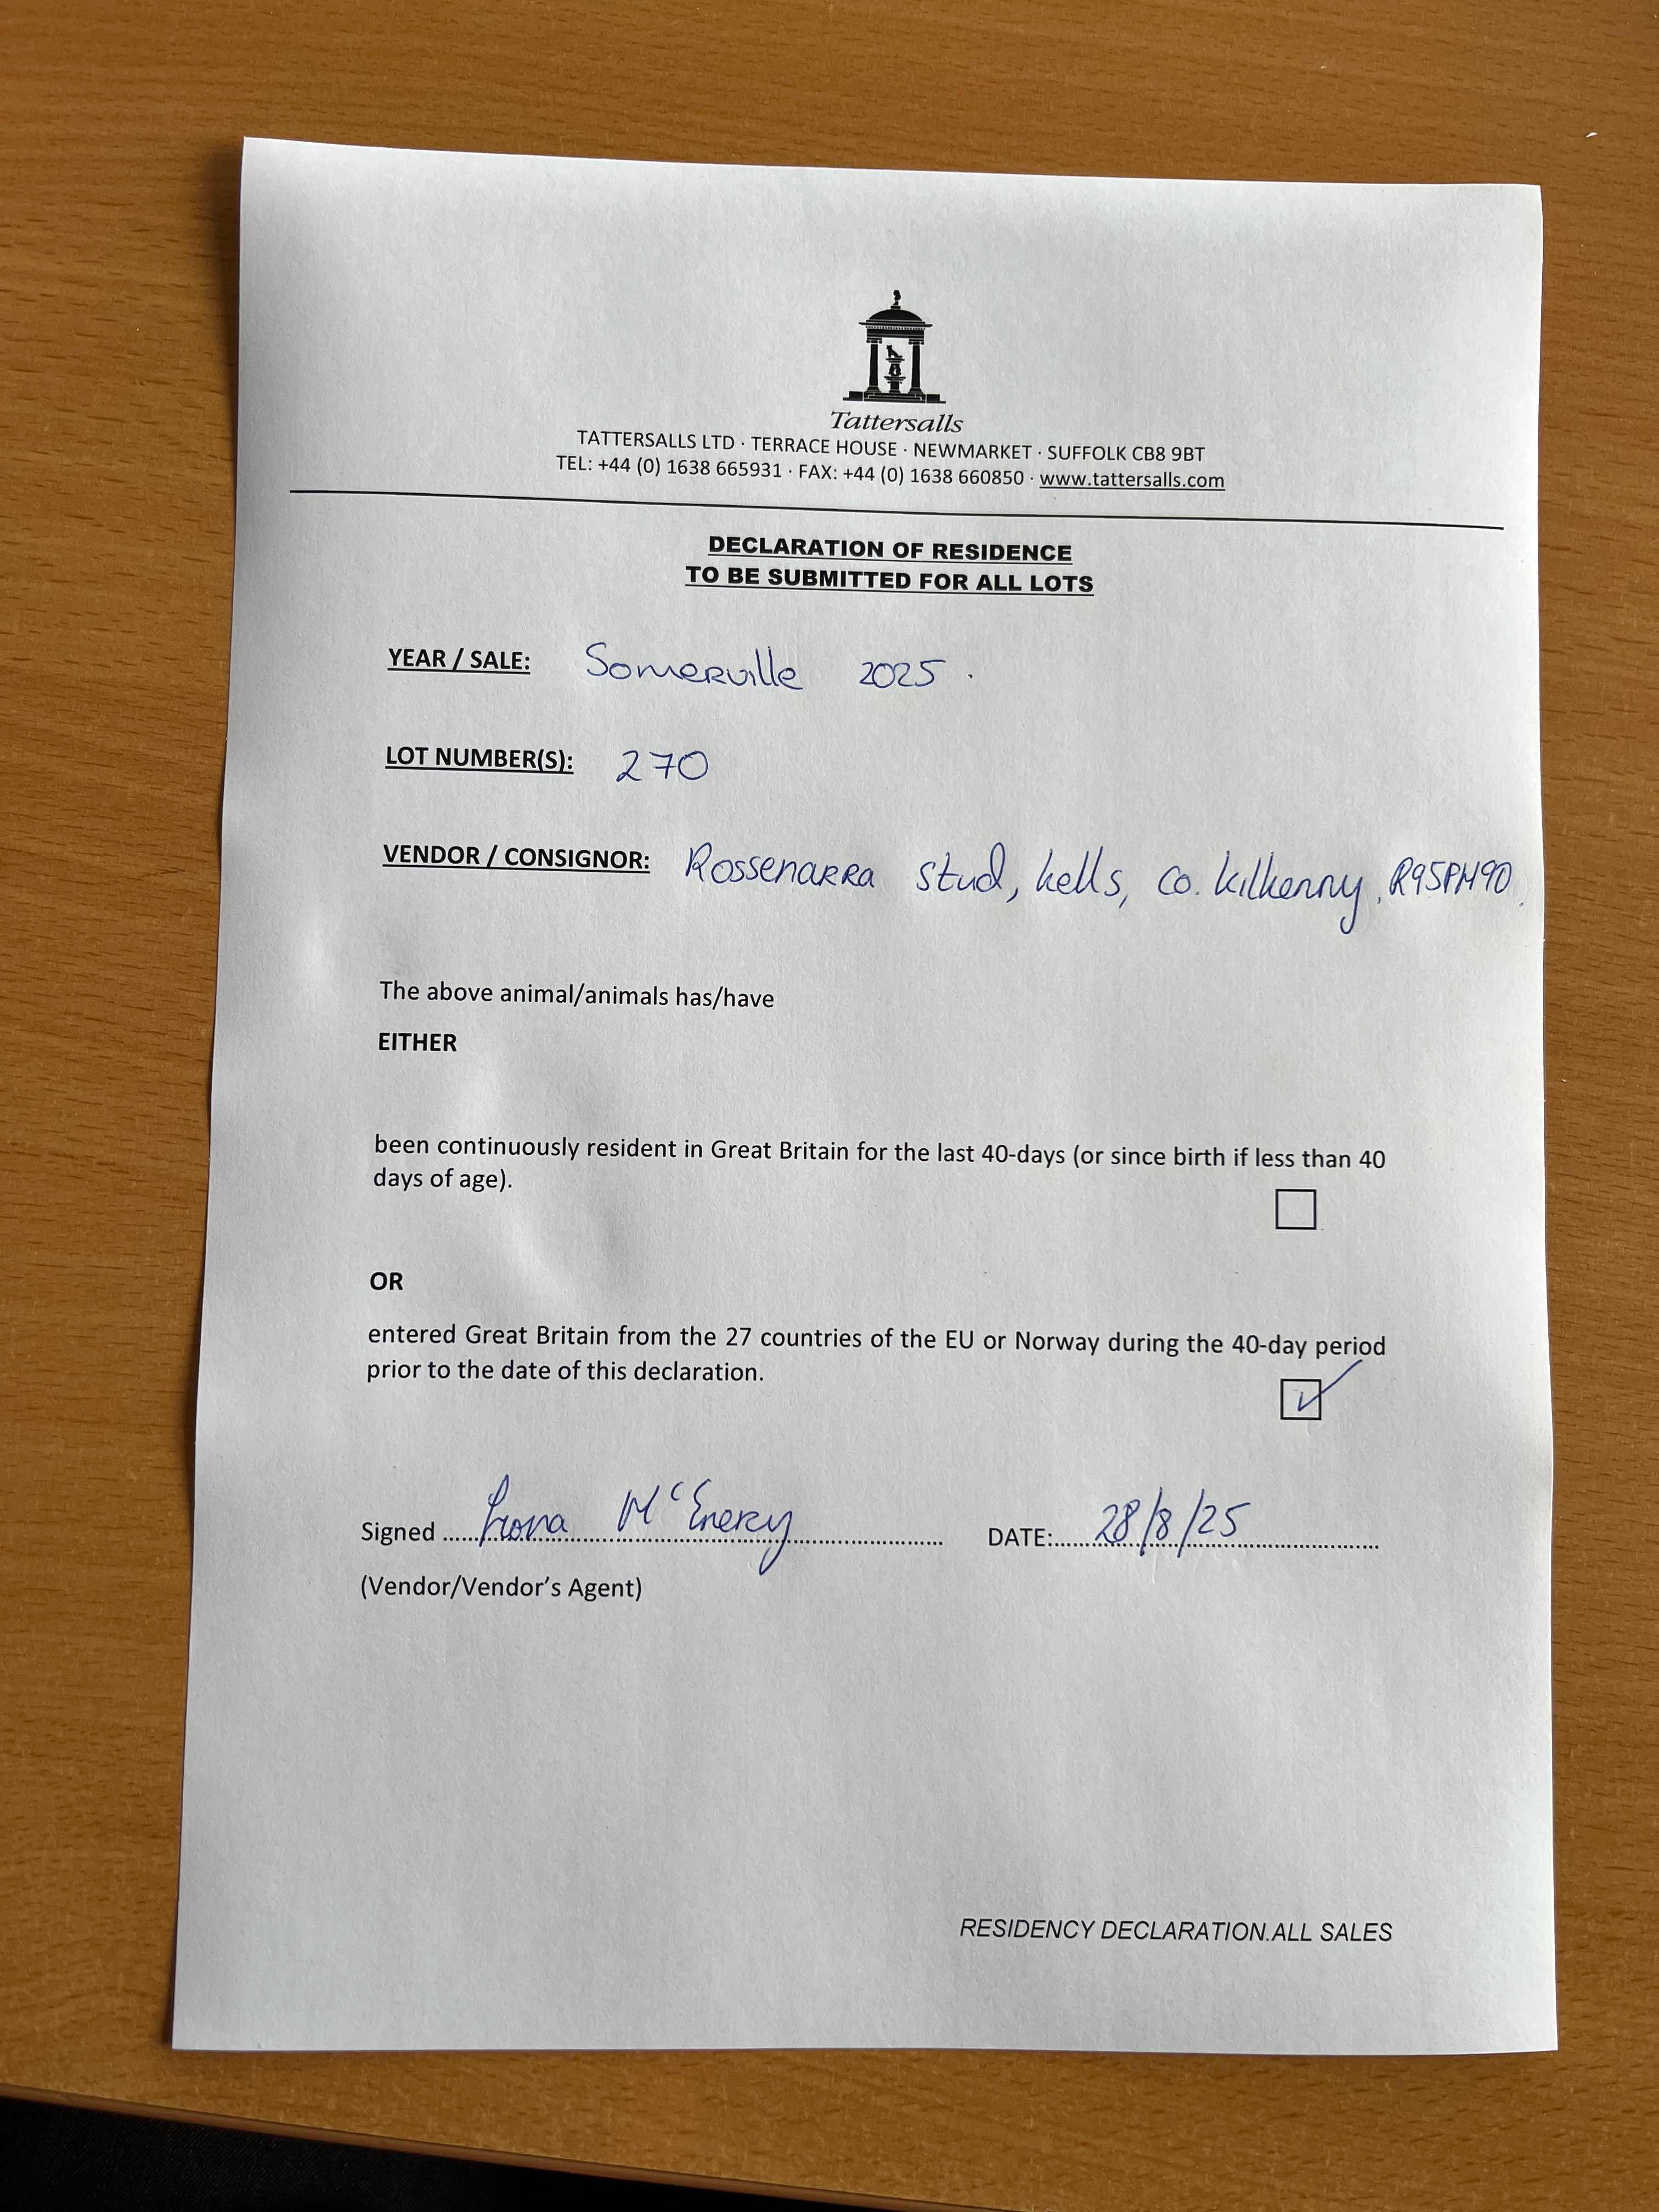 Tattersalls
TATTERSALLS LTD · TERRACE HOUSE · NEWMARKET · SUFFOLK CB8 9BT
TEL: +44 (0) 1638 665931 · FAX: +44 (0) 1638 660850 · www.tattersalls.com
DECLARATION OF RESIDENCE
TO BE SUBMITTED FOR ALL LOTS
YEAR / SALE: Somerville 2025.
LOT NUMBER(S): 270
VENDOR / CONSIGNOR: Rossenarra Stud, Kells, Co. Kilkenny, R95PH90.
The above animal/animals has/have
EITHER
been continuously resident in Great Britain for the last 40-days (or since birth if less than 40
days of age).
OR
entered Great Britain from the 27 countries of the EU or Norway during the 40-day period
prior to the date of this declaration.
Signed Fiona McEnery DATE: 28/8/25
(Vendor/Vendor’s Agent)
RESIDENCY DECLARATION.ALL SALES